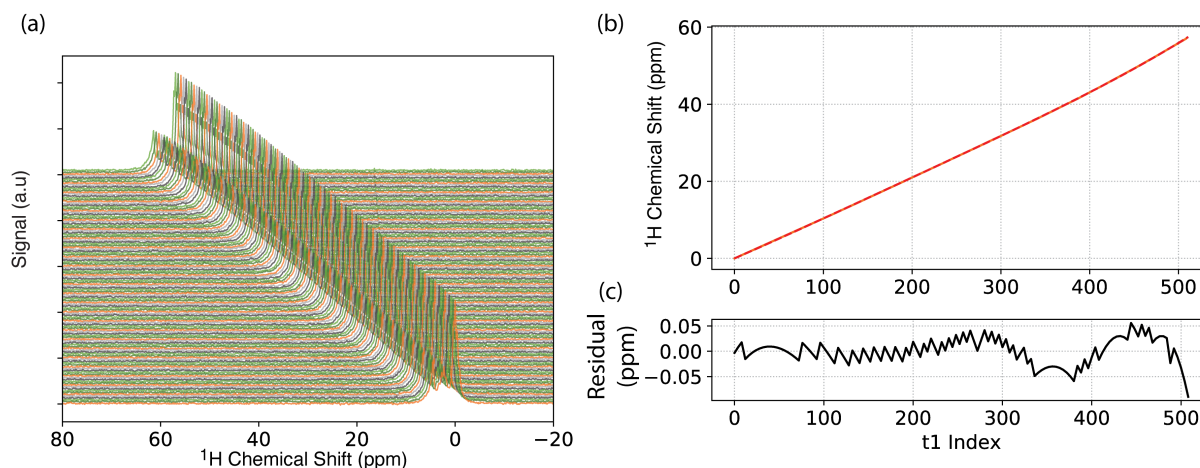 (a)
Signal (a.u)
80 60 40 20 0 −20
¹H Chemical Shift (ppm)
(b)
¹H Chemical Shift (ppm)
60
40
20
0
0 100 200 300 400 500
(c)
Residual
(ppm)
0.05
0.00
−0.05
0 100 200 300 400 500
t1 Index